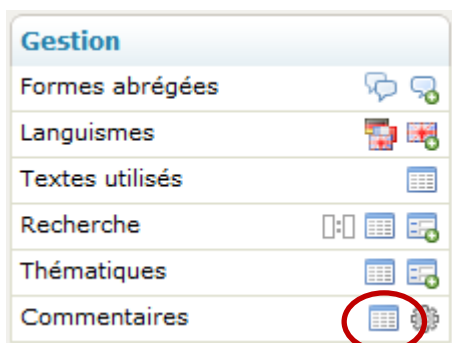 Gestion
Formes abrégées
Languismes
Textes utilisés
Recherche
Thématiques
Commentaires